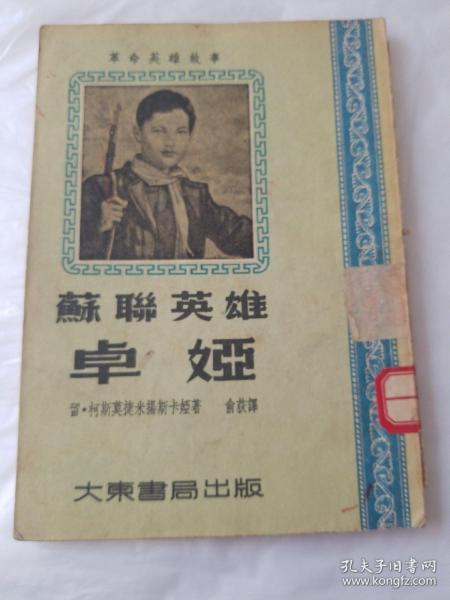 革命英雄故事
蘇聯英雄
卓婭
留·柯斯莫捷米揚斯卡婭著 俞荻譯
大東書局出版
孔夫子旧书网
www.kongfz.com